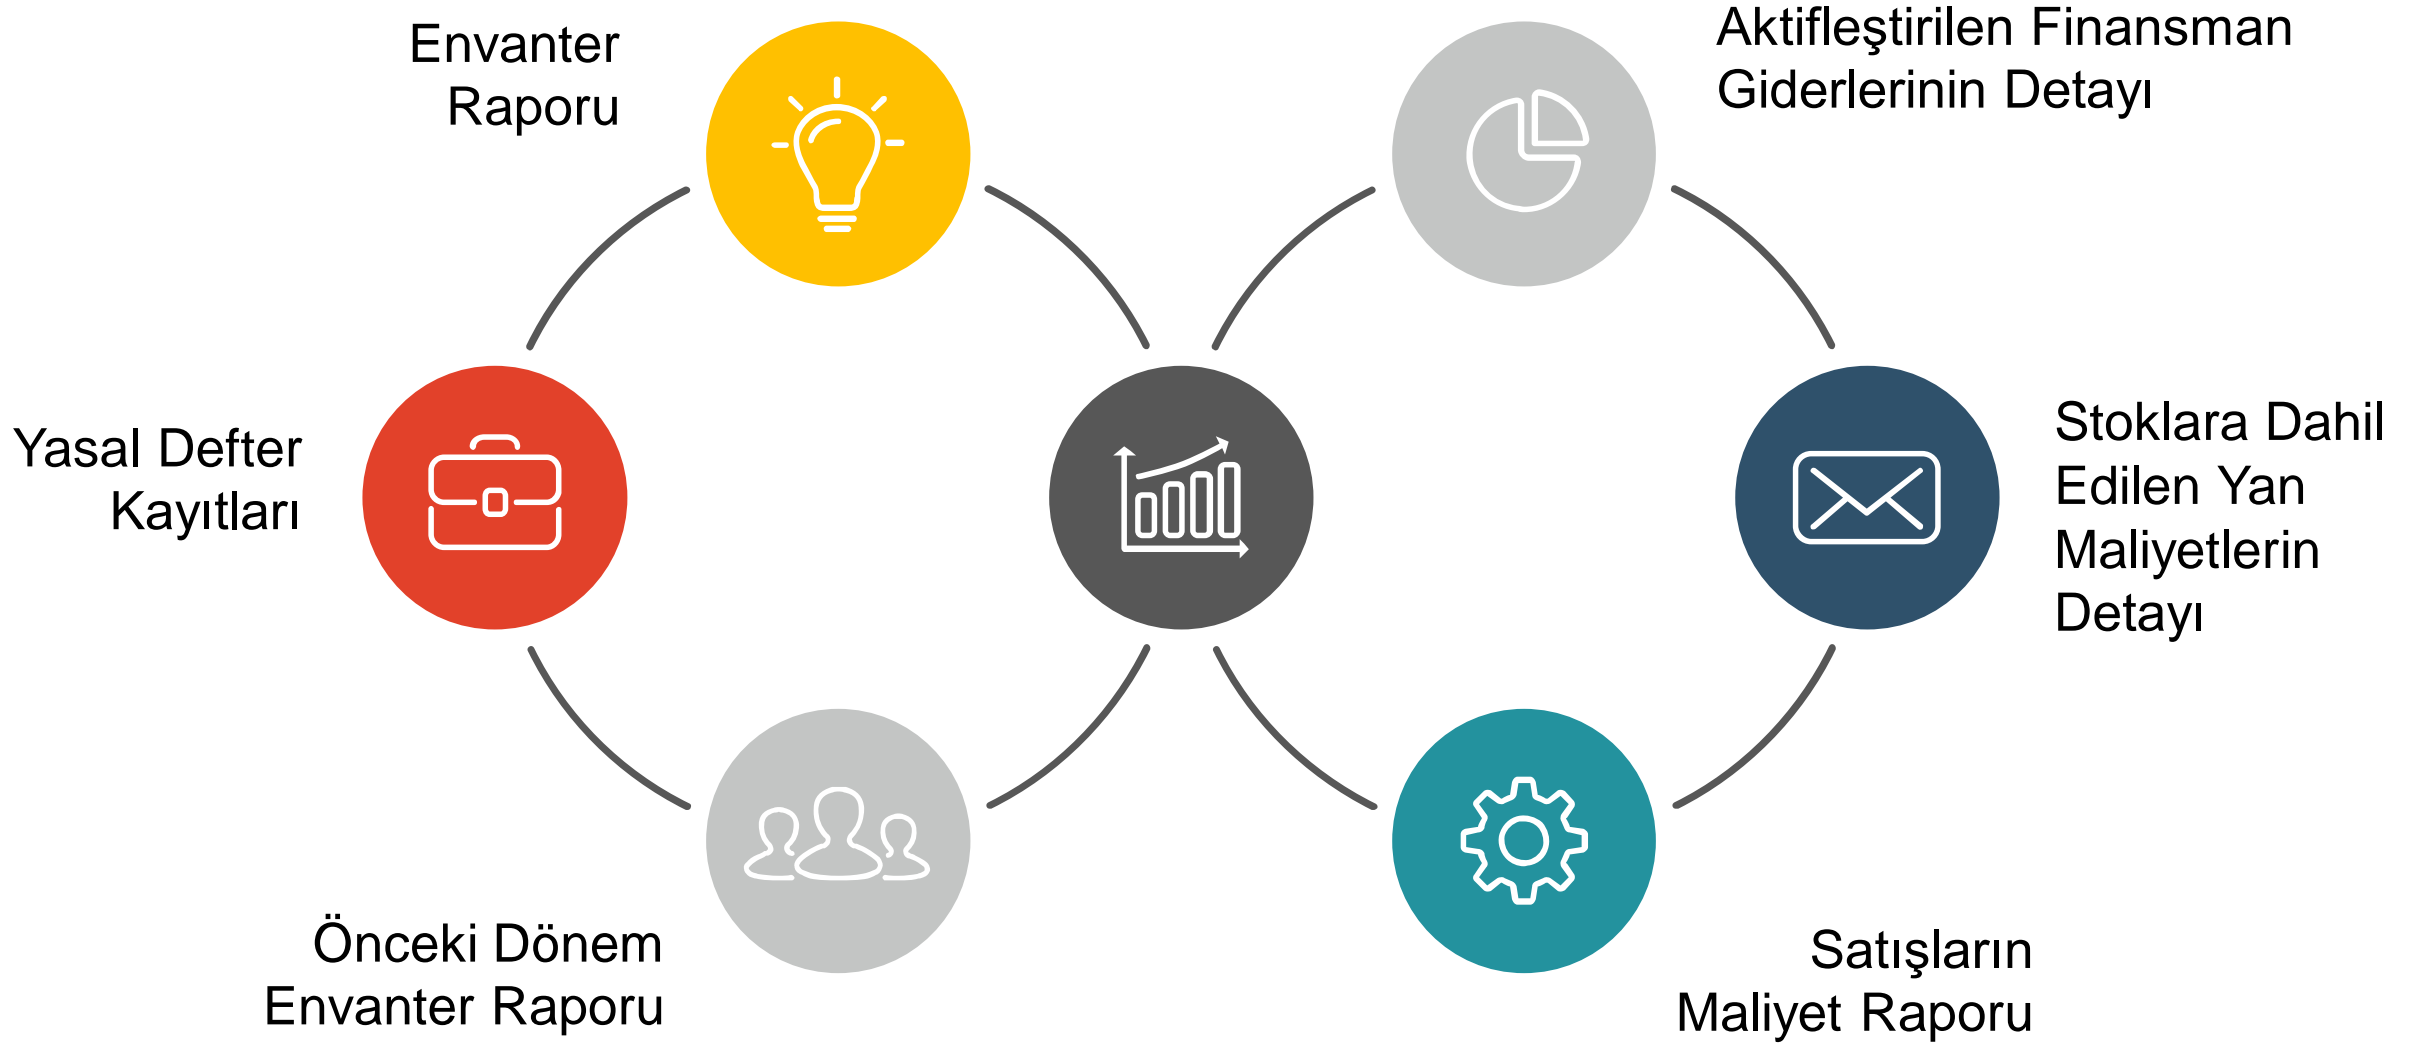 Envanter
Raporu
Aktifleştirilen Finansman
Giderlerinin Detayı
Yasal Defter
Kayıtları
Stoklara Dahil
Edilen Yan
Maliyetlerin
Detayı
Önceki Dönem
Envanter Raporu
Satışların
Maliyet Raporu